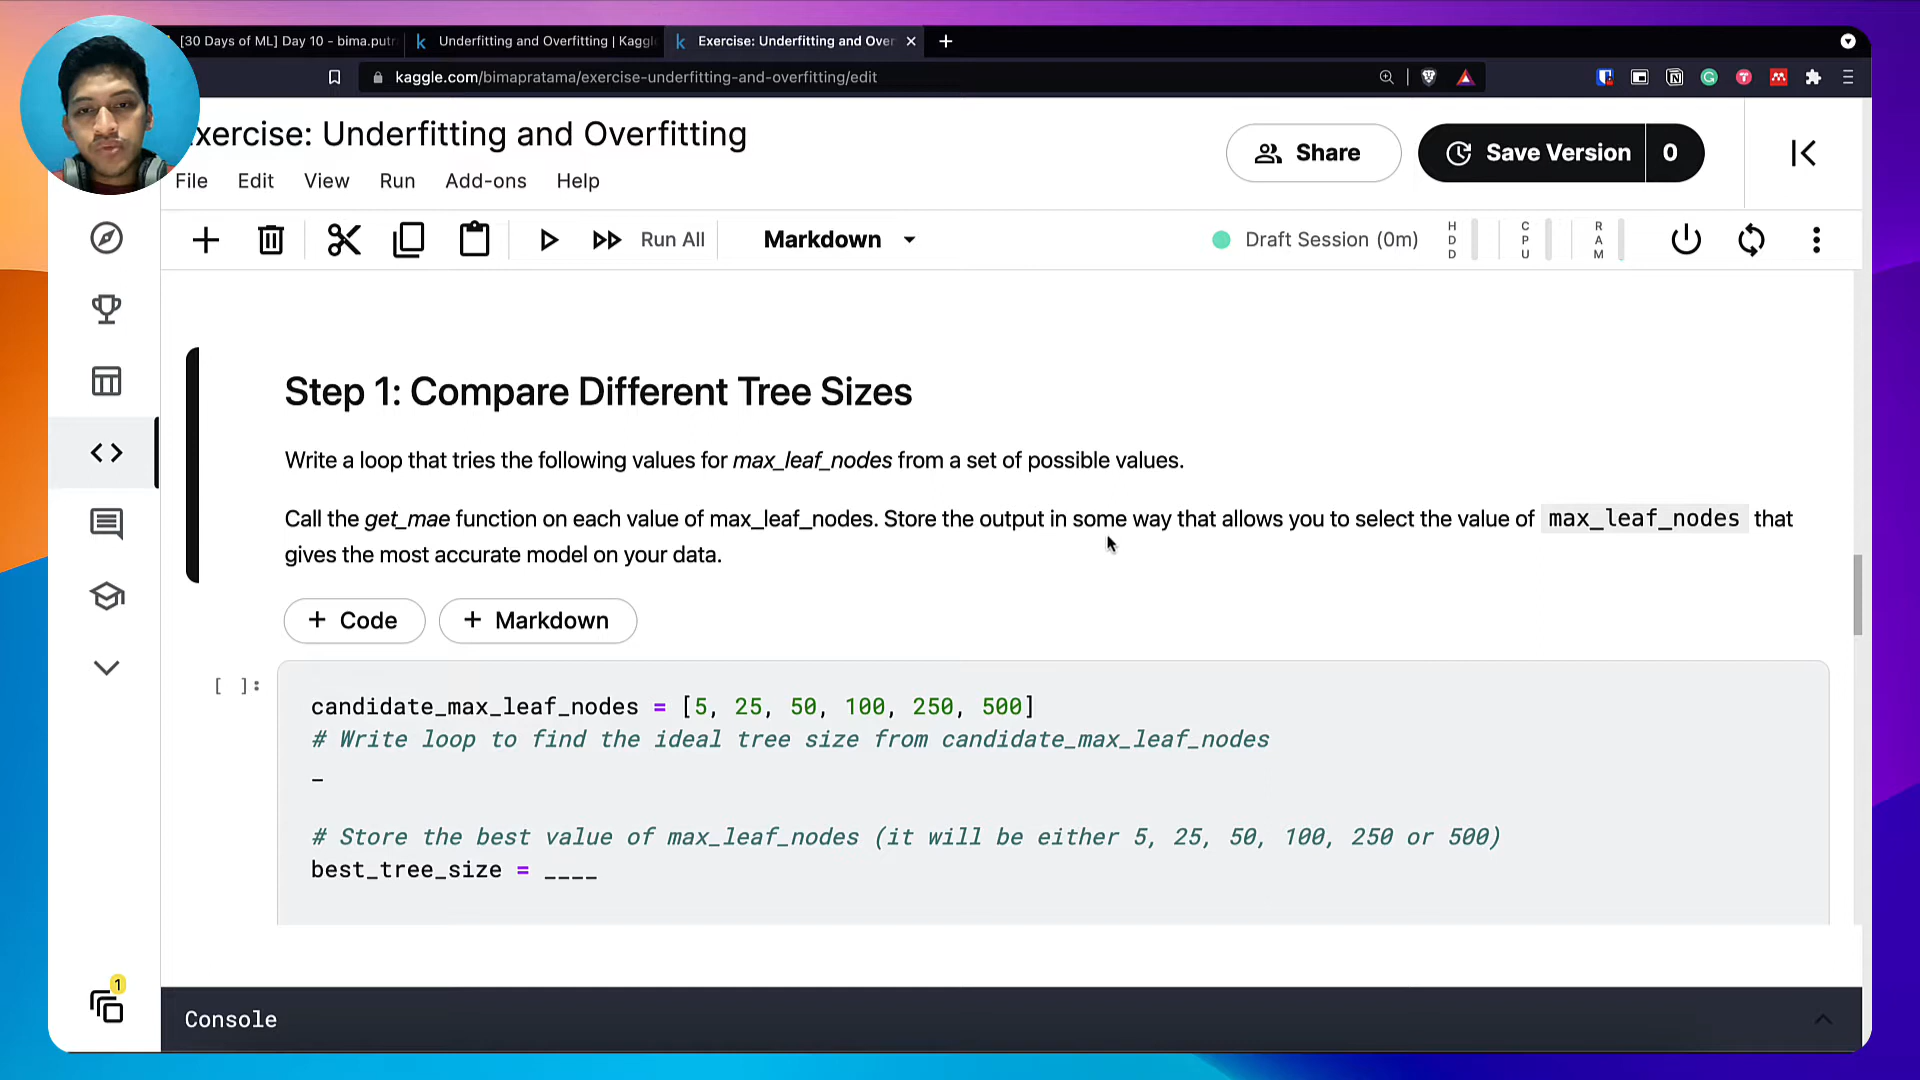 [30 Days of ML] Day 10 - bima.putr
Underfitting and Overfitting | Kaggle
Exercise: Underfitting and Over
kaggle.com/bimapratama/exercise-underfitting-and-overfitting/edit
xercise: Underfitting and Overfitting
Share
Save Version
0
File Edit View Run Add-ons Help
Run All
Markdown
Draft Session (0m)
HDD
CPU
RAM
Step 1: Compare Different Tree Sizes
Write a loop that tries the following values for max_leaf_nodes from a set of possible values.
Call the get_mae function on each value of max_leaf_nodes. Store the output in some way that allows you to select the value of max_leaf_nodes that
gives the most accurate model on your data.
+ Code
+ Markdown
[ ]:
candidate_max_leaf_nodes = [5, 25, 50, 100, 250, 500]
# Write loop to find the ideal tree size from candidate_max_leaf_nodes
_
# Store the best value of max_leaf_nodes (it will be either 5, 25, 50, 100, 250 or 500)
best_tree_size = ____
1
Console